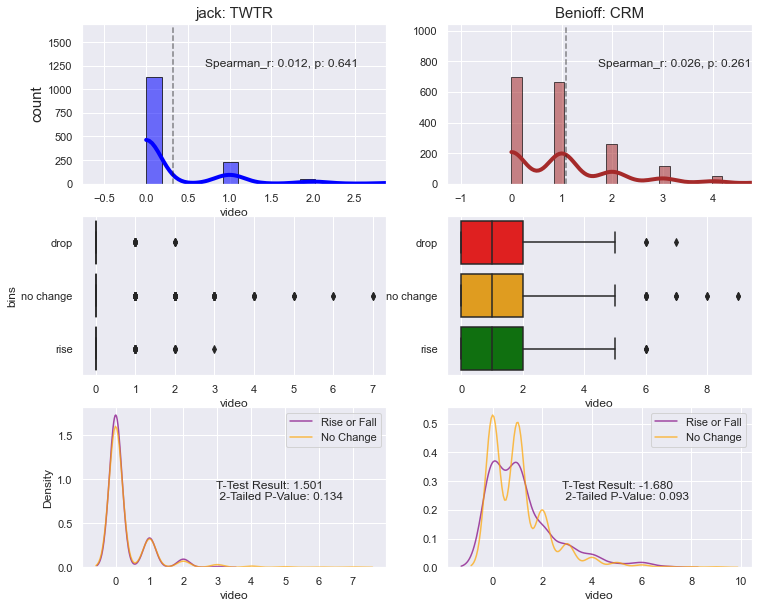 jack: TWTR
1500
1250
1000
750
500
250
0
count
Spearman_r: 0.012, p: 0.641
−0.5 0.0 0.5 1.0 1.5 2.0 2.5
video
Benioff: CRM
1000
800
600
400
200
0
Spearman_r: 0.026, p: 0.261
−1 0 1 2 3 4
bins
drop
no change
rise
0 1 2 3 4 5 6 7
video
drop
no change
rise
0 2 4 6 8
video
1.5
1.0
0.5
0.0
Density
Rise or Fall
No Change
T-Test Result: 1.501
2-Tailed P-Value: 0.134
0 1 2 3 4 5 6 7
video
0.5
0.4
0.3
0.2
0.1
0.0
Rise or Fall
No Change
T-Test Result: -1.680
2-Tailed P-Value: 0.093
0 2 4 6 8 10
video